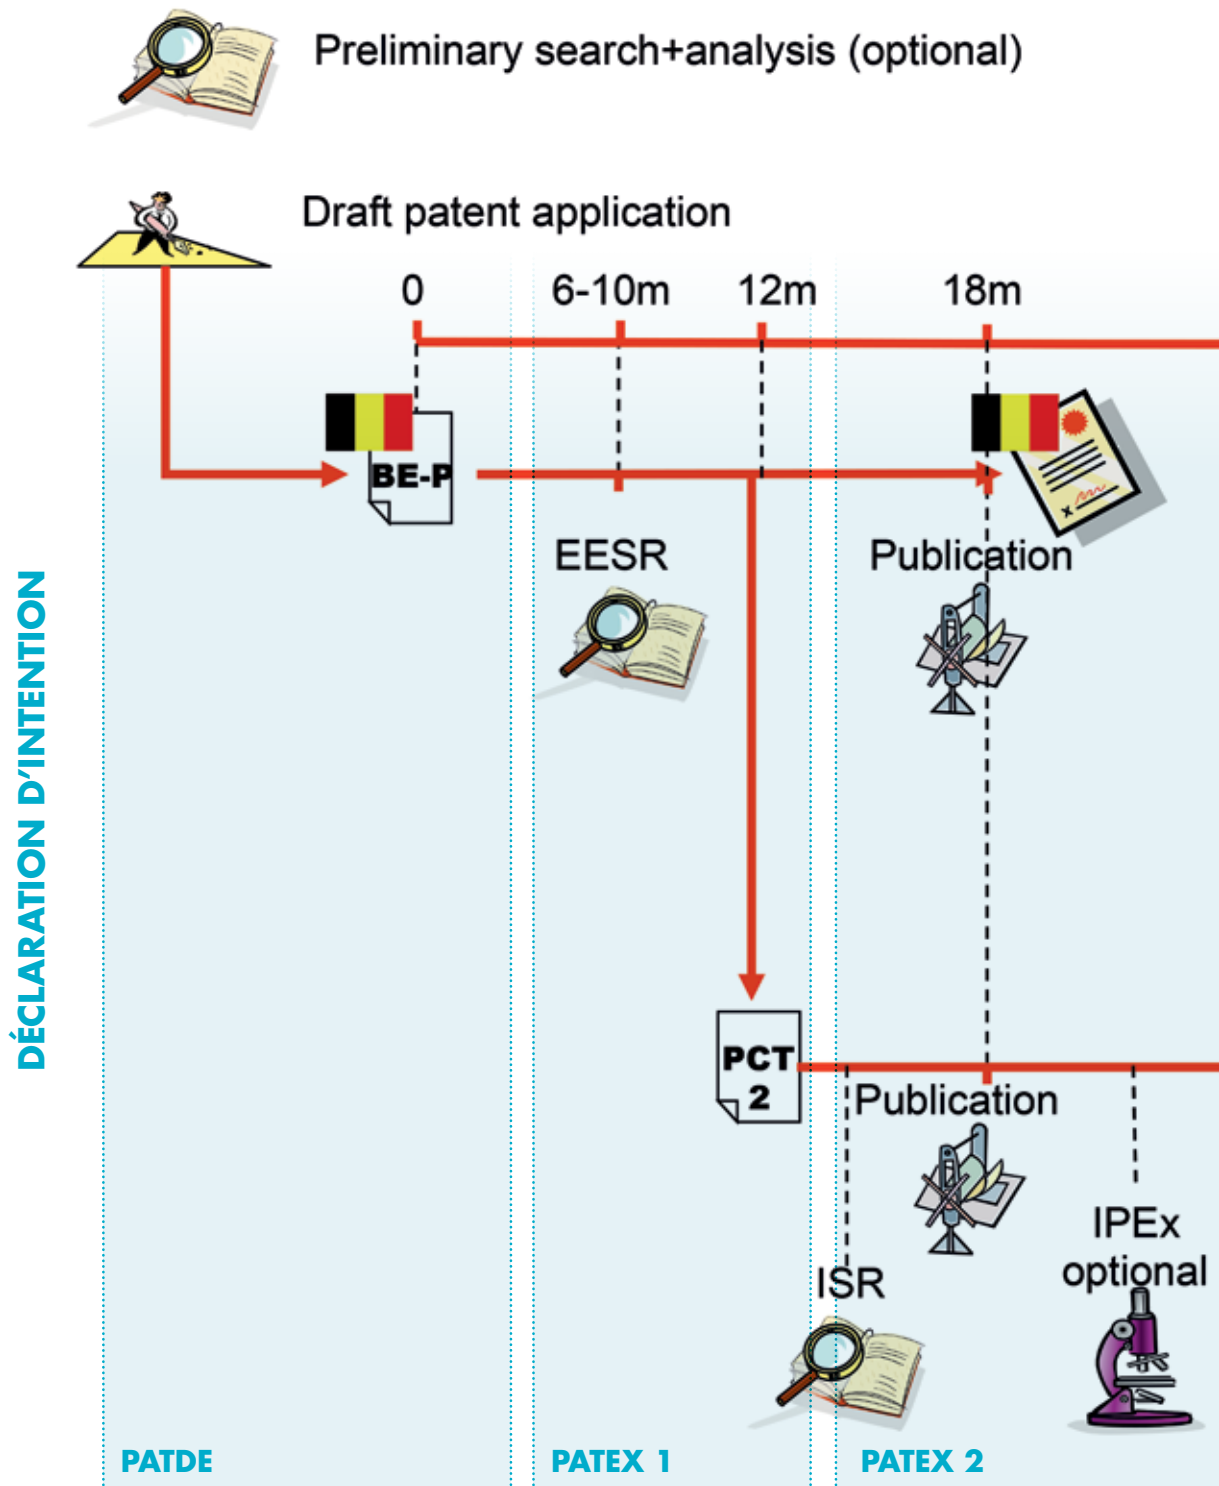 Preliminary search+analysis (optional)
Draft patent application
0
6-10m
12m
18m
BE-P
EESR
Publication
DÉCLARATION D'INTENTION
PCT
2
Publication
IPEx
optional
ISR
x
PATDE
PATEX 1
PATEX 2